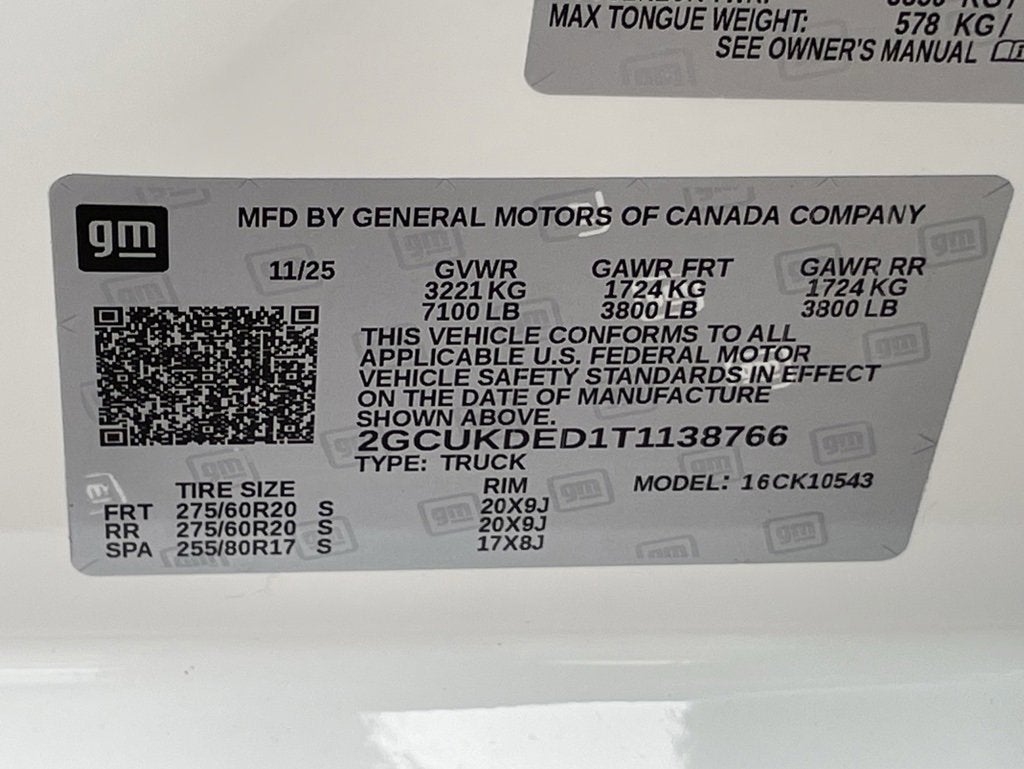 MAX TONGUE WEIGHT: 578 KG/
SEE OWNER'S MANUAL
gm
MFD BY GENERAL MOTORS OF CANADA COMPANY
11/25 GVWR GAWR FRT GAWR RR
3221 KG 1724 KG 1724 KG
7100 LB 3800 LB 3800 LB
THIS VEHICLE CONFORMS TO ALL
APPLICABLE U.S. FEDERAL MOTOR
VEHICLE SAFETY STANDARDS IN EFFECT
ON THE DATE OF MANUFACTURE
SHOWN ABOVE.
2GCUKDED1T1138766
TYPE: TRUCK
TIRE SIZE RIM MODEL: 16CK10543
FRT 275/60R20 S 20X9J
RR 275/60R20 S 20X9J
SPA 255/80R17 S 17X8J